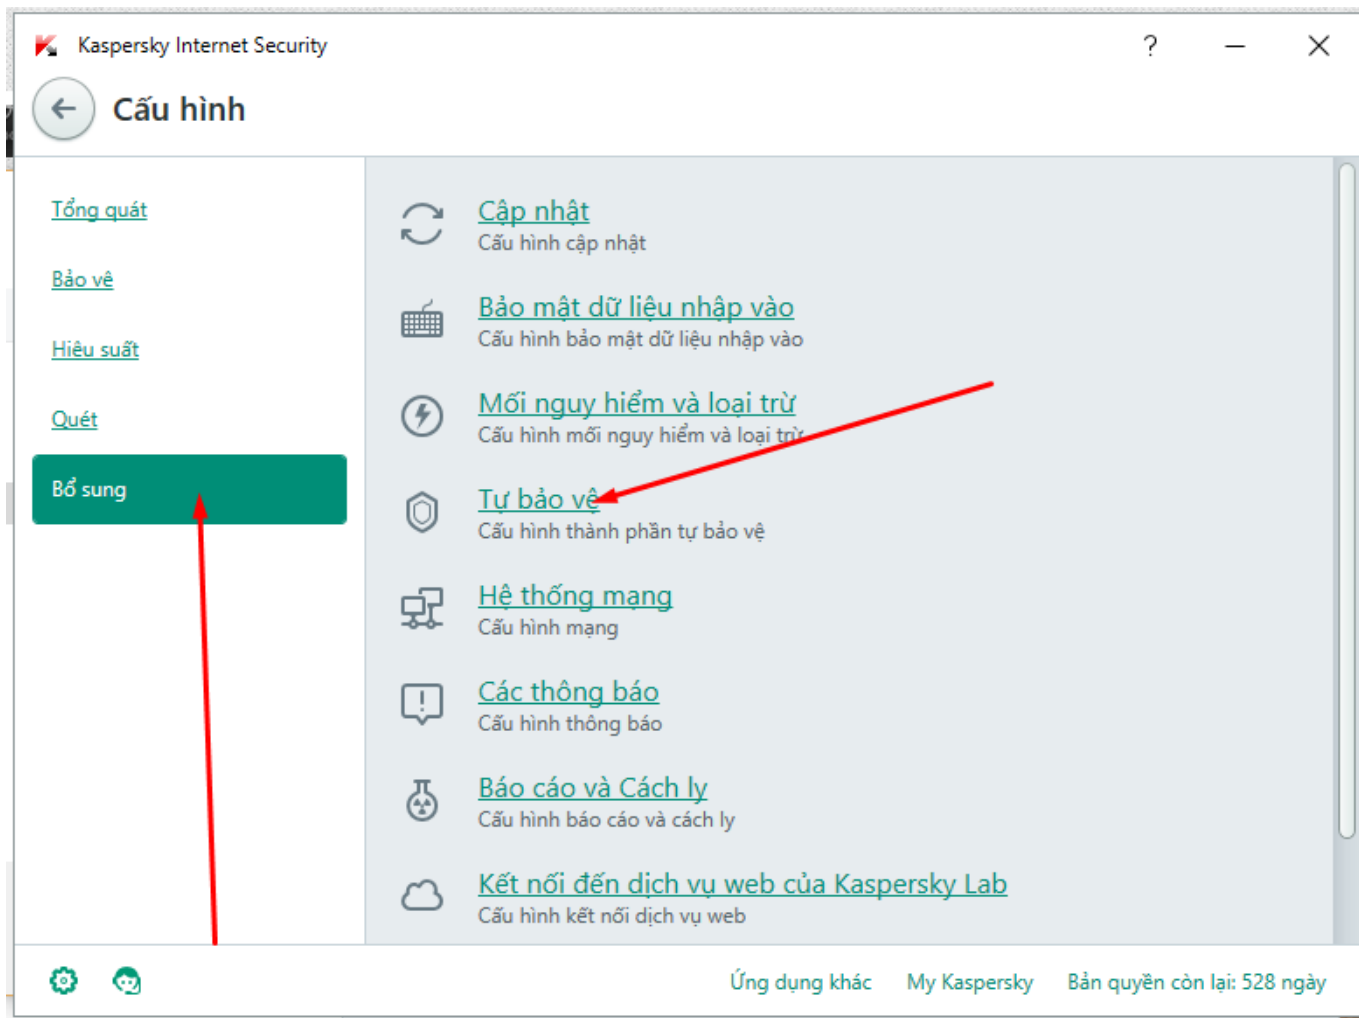 Kaspersky Internet Security
Cấu hình
Tổng quát
Bảo vệ
Hiệu suất
Quét
Bổ sung
Cập nhật
Cấu hình cập nhật
Bảo mật dữ liệu nhập vào
Cấu hình bảo mật dữ liệu nhập vào
Mối nguy hiểm và loại trừ
Cấu hình mối nguy hiểm và loại trừ
Tự bảo vệ
Cấu hình thành phần tự bảo vệ
Hệ thống mạng
Cấu hình mạng
Các thông báo
Cấu hình thông báo
Báo cáo và Cách ly
Cấu hình báo cáo và cách ly
Kết nối đến dịch vụ web của Kaspersky Lab
Cấu hình kết nối dịch vụ web
Ứng dụng khác My Kaspersky Bản quyền còn lại: 528 ngày